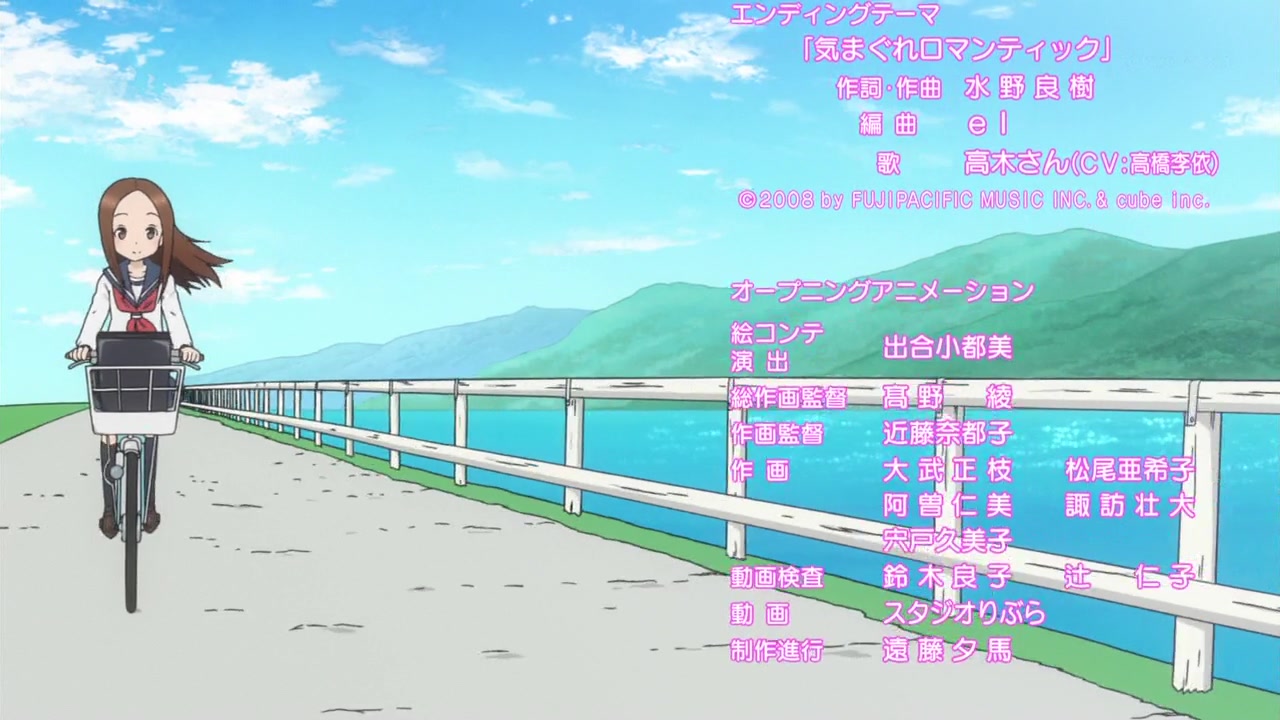 エンディングテーマ
「気まぐれロマンティック」
作詞・作曲 水野良樹
編曲 el
歌 高木さん(CV:高橋李依)
©2008 by FUJIPACIFIC MUSIC INC.& cube inc.
オープニングアニメーション
絵コンテ
演出 出合小都美
総作画監督 髙野 綾
作画監督 近藤奈都子
作画 大武正枝 松尾亜希子
阿曽仁美 諏訪壮大
宍戸久美子
動画検査 鈴木良子 辻 仁子
動画 スタジオりぶら
制作進行 遠藤夕馬